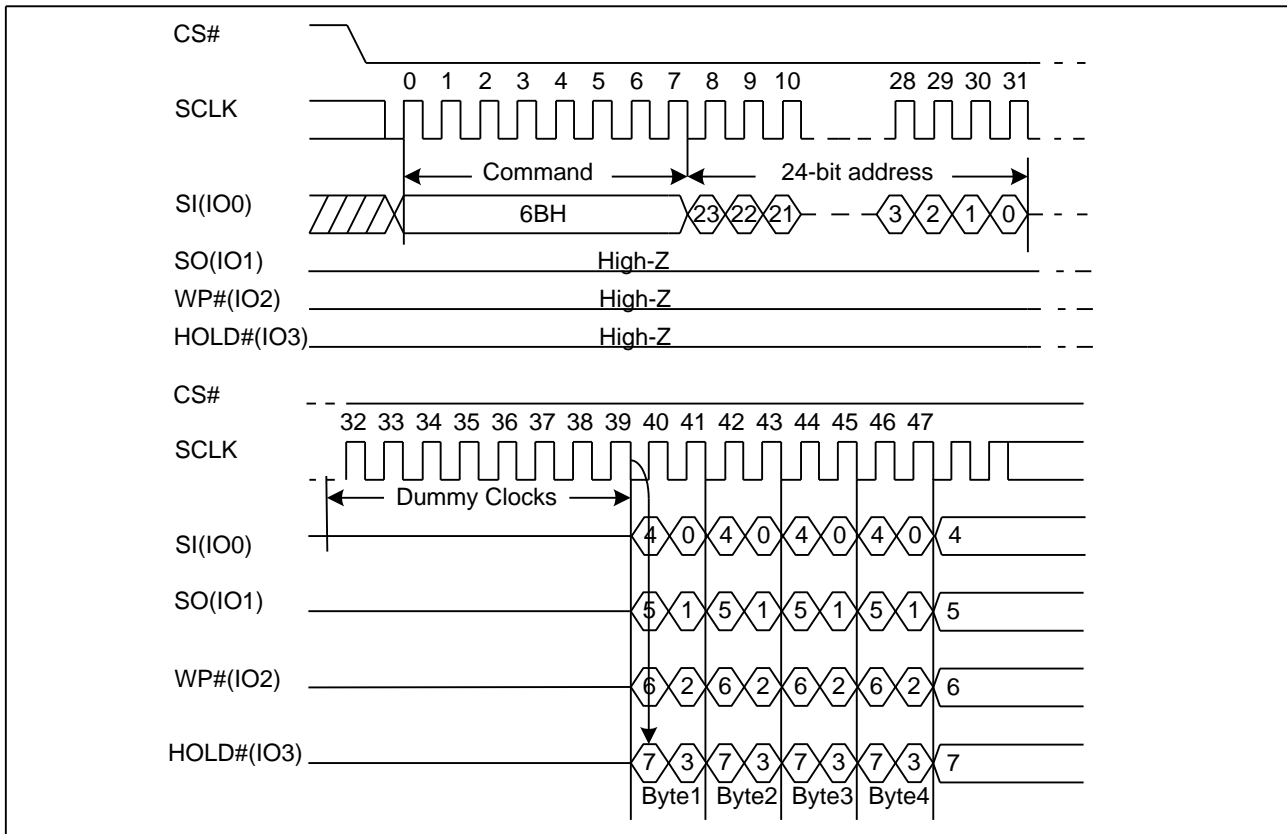 CS#
0 1 2 3 4 5 6 7 8 9 10 28 29 30 31
SCLK
Command 24-bit address
SI(IO0) 6BH 23 22 21 3 2 1 0
SO(IO1) High-Z
WP#(IO2) High-Z
HOLD#(IO3) High-Z
CS#
32 33 34 35 36 37 38 39 40 41 42 43 44 45 46 47
SCLK
Dummy Clocks
SI(IO0) 4 0 4 0 4 0 4 0 4
SO(IO1) 5 1 5 1 5 1 5 1 5
WP#(IO2) 6 2 6 2 6 2 6 2 6
HOLD#(IO3) 7 3 7 3 7 3 7 3 7
Byte1 Byte2 Byte3 Byte4